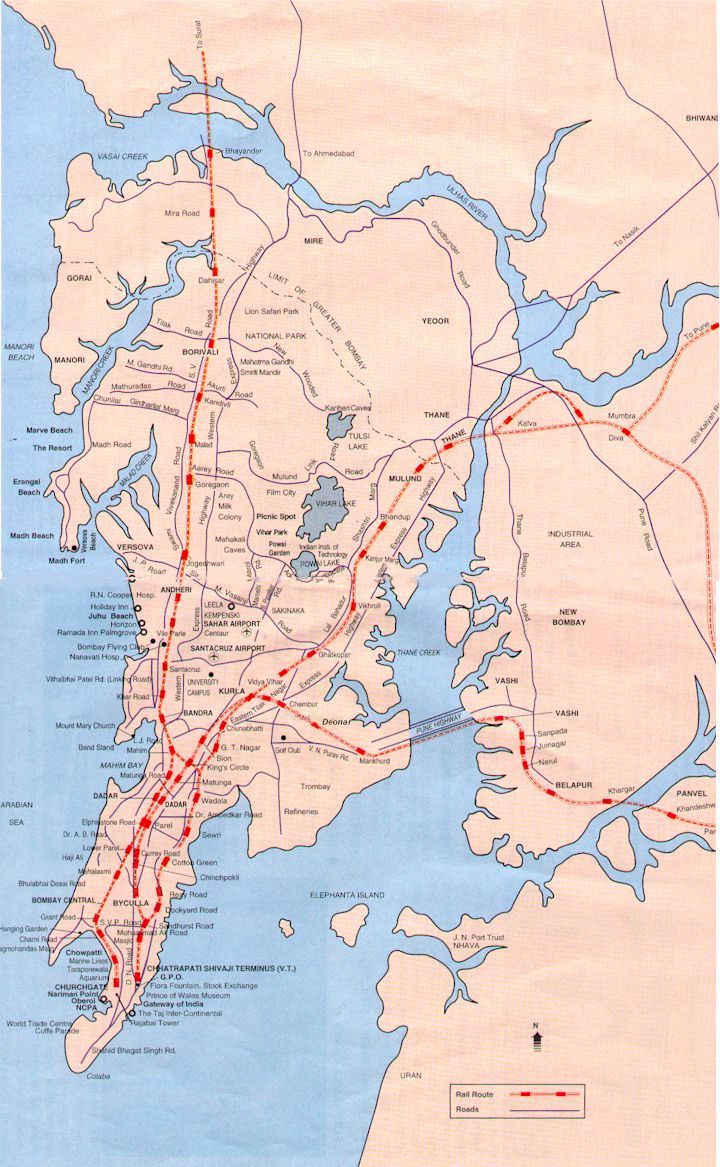 To Surat
BHIWAND
VASAI CREEK
Bhayander
To Ahmedabad
ULHAS RIVER
Mira Road
MIRE
Ghodbunder
Road
To Nasik
GORAI
Dahisar
Highway
LIMIT OF GREATER BOMBAY
Lion Safari Park
YEOOR
Tilak Road
Road
NATIONAL PARK
To Pune
MANORI
BEACH
MANORI
MANORI CREEK
BORIVALI
S.V.
New
Mahatma Gandhi
Smriti Mandir
Wooded
M. Gandhi Rd.
Mathuradas Road
Akurli
Road
Express
Chunilal Girdharlal Marg
Kandivli
Kanheri Caves
THANE
Mumbra
Marve Beach
Western
THANE
Kalva
Diva
Shil Kalyan R
The Resort
Madh Road
Malad
Road
TULSI
LAKE
Goregaon
Mulund Link Road
Erangal
Beach
MALAD CREEK
Aarey Road
Goregaon
MULUND
Vivekanand Road
Highway
Film City
Arey
Milk
Colony
VIHAR LAKE
Marg
Highway
Picnic Spot
Shastri
Bhandup
Thane
Pune Road
Madh Beach
Versova
Beach
Swami
Mahakali
Caves
Vihar Park
Powai
Garden
Express
INDUSTRIAL
AREA
VERSOVA
Indian Insti. of
Technology
Madh Fort
Jogeshwari
POWAI LAKE
Kanjur Marg
Eastern
Belapur
J. P. Road
Sir M. Vasanji Road
ANDHERI
R.N. Cooper Hosp.
Holiday Inn
LEELA
KEMPENSKI
SAKINAKA
Lal Bahadur
Vikhroli
NEW
BOMBAY
Juhu Beach
Horizon
Express
SAHAR AIRPORT
Centaur
Road
Ramada Inn Palmgrove
Vile Parle
Highway
Bombay Flying Club
SANTACRUZ AIRPORT
Ghatkopar
THANE CREEK
Nanavati Hosp.
Santacruz
Vithalbhai Patel Rd. (Linking Road)
UNIVERSITY
CAMPUS
Vidya Vihar
Express
VASHI
Khar Road
Western
KURLA
Nagar
Chembur
BANDRA
Eastern Tilak
VASHI
Mount Mary Church
Chunabhatti
Deonar
PUNE HIGHWAY
Sanpada
Band Stand
L.J. Road
G. T. Nagar
Golf Club
V. N. Purav Rd.
Juinagar
Mahim
Sion
Mankhurd
Nerul
MAHIM BAY
King's Circle
Matunga Road
Matunga
Trombay
BELAPUR
Khargar
PANVEL
DADAR
DADAR
Wadala
ARABIAN
SEA
Khandeshwa
Refineries
Elphinstone Road
Dr. Ambedkar Road
Parel
Pan
Dr. A. B. Road
Sewri
Lower Parel
Currey Road
Haji Ali
Cotton Green
Mahalaxmi
Chinchpokli
Bhulabhai Desai Road
Reay Road
ELEPHANTA ISLAND
BOMBAY CENTRAL
BYCULLA
Dockyard Road
Grant Road
S.V.P. Road
Sandhurst Road
Hanging Garden
Mohammad Ali Road
J. N. Port Trust
NHAVA
Charni Road
Masjid
Chowpatti
Marine Lines
CHHATRAPATI SHIVAJI TERMINUS (V.T.)
Taraporewala
Aquarium
D. N. Road
G.P.O.
CHURCHGATE
Flora Fountain, Stock Exchange
Nariman Point
Prince of Wales Museum
Oberoi
Gateway of India
NCPA
The Taj Inter-Continental
World Trade Centre
Rajabai Tower
Cuffe Parade
N
Shahid Bhagat Singh Rd.
Colaba
URAN
Rail Route
Roads